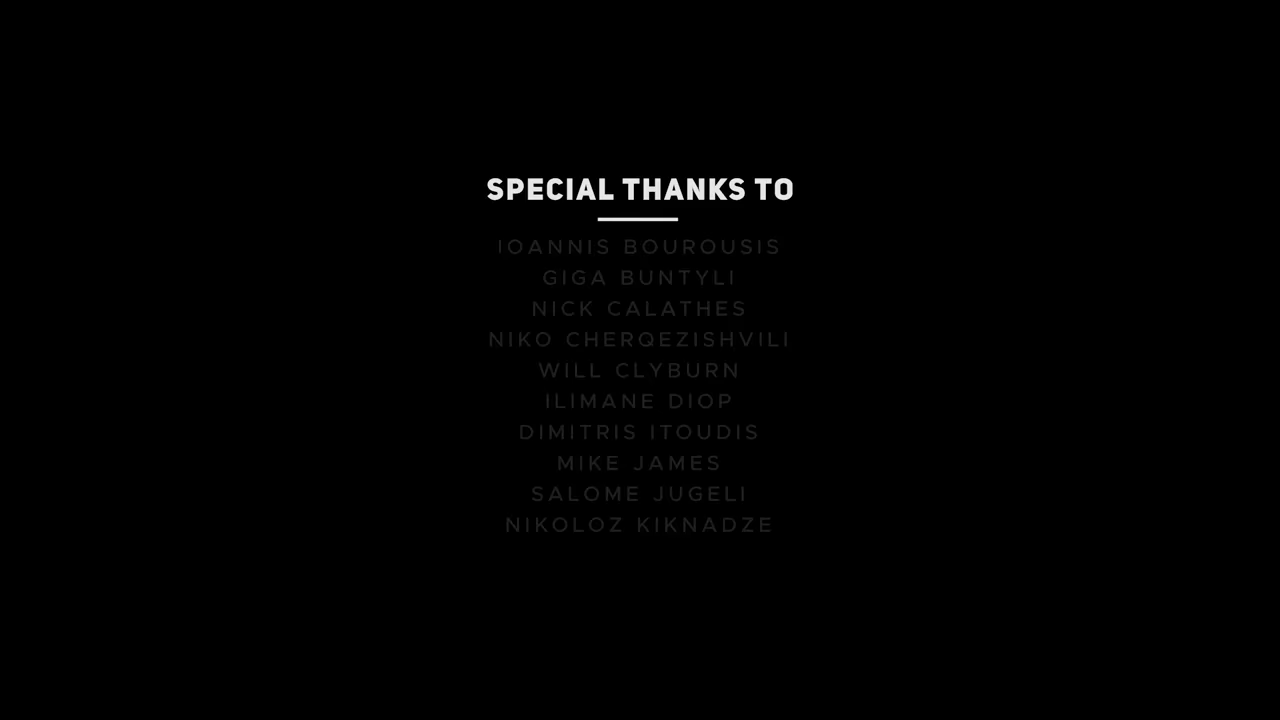 SPECIAL THANKS TO
IOANNIS BOUROUSIS
GIGA BUNTYLI
NICK CALATHES
NIKO CHERQEZISHVILI
WILL CLYBURN
ILIMANE DIOP
DIMITRIS ITOUDIS
MIKE JAMES
SALOME JUGELI
NIKOLOZ KIKNADZE